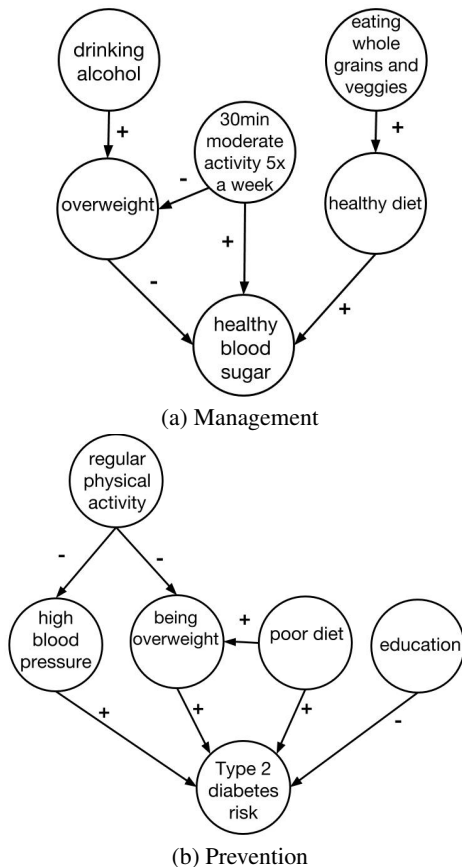 drinking
alcohol
eating
whole
grains and
veggies
+
30min
moderate
activity 5x
a week
+
-
overweight
healthy diet
+
-
+
healthy
blood
sugar
(a) Management
regular
physical
activity
-
-
high
blood
pressure
being
overweight
+
poor diet
education
+
+
+
-
Type 2
diabetes
risk
(b) Prevention